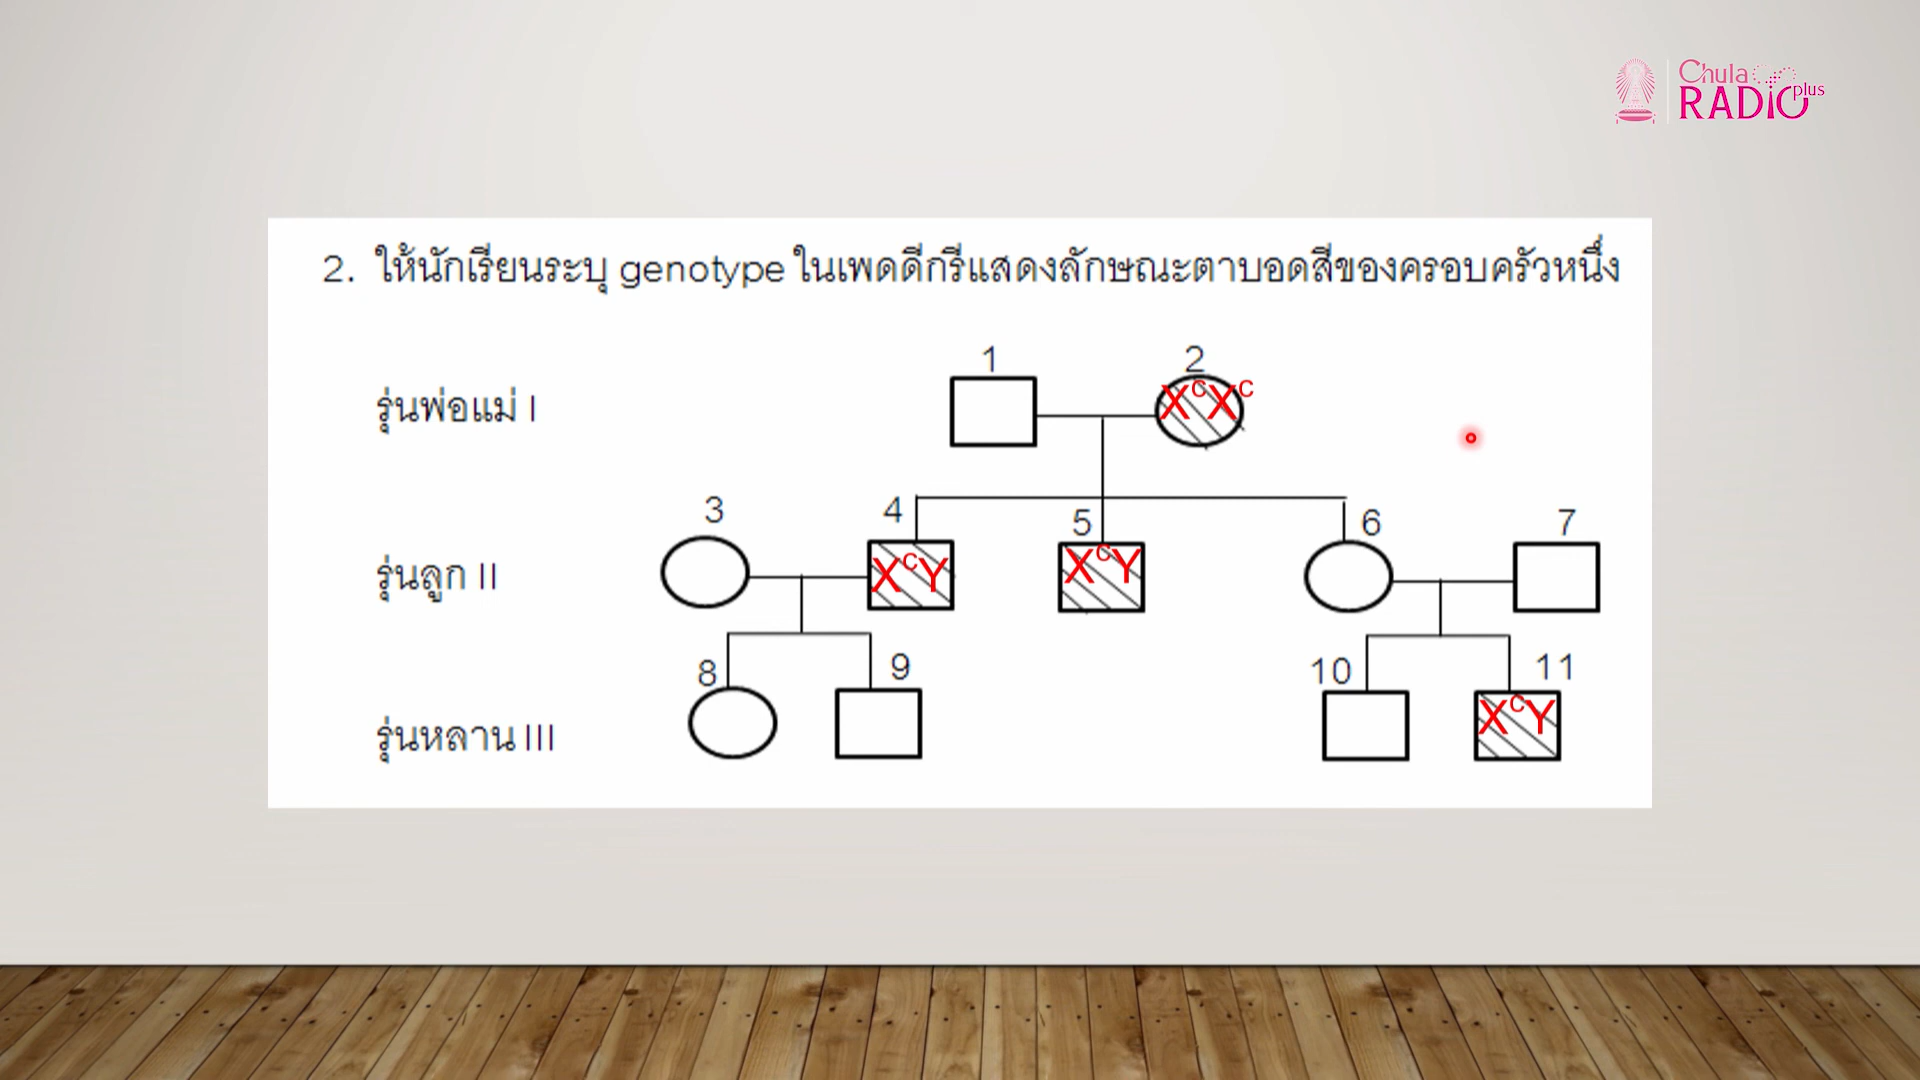 Chula
RADIO plus
2. ให้นักเรียนระบุ genotype ในเพดดีกรีแสดงลักษณะตาบอดสีของครอบครัวหนึ่ง
1 2
รุ่นพ่อแม่ I XᶜXᶜ
3 4 5 6 7
รุ่นลูก II XᶜY XᶜY
8 9 10 11
รุ่นหลาน III XᶜY